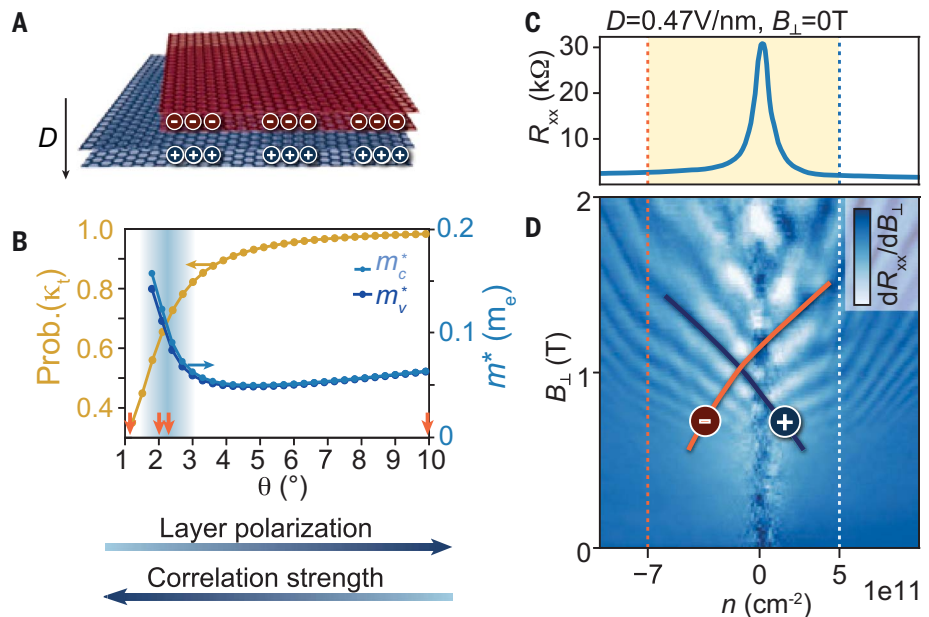 A
D
− − − − − − − − −
+ + + + + + + + +
B
1.0
0.8
0.6
0.4
Prob.(κt)
m*c
m*v
0.2
0.1
0
m* (me)
1 2 3 4 5 6 7 8 9 10
θ (°)
Layer polarization
Correlation strength
C
D=0.47V/nm, B⊥=0T
30
20
10
Rxx (kΩ)
D
dRxx/dB⊥
2
1
0
B⊥ (T)
− +
−7 0 5
1e11
n (cm-2)